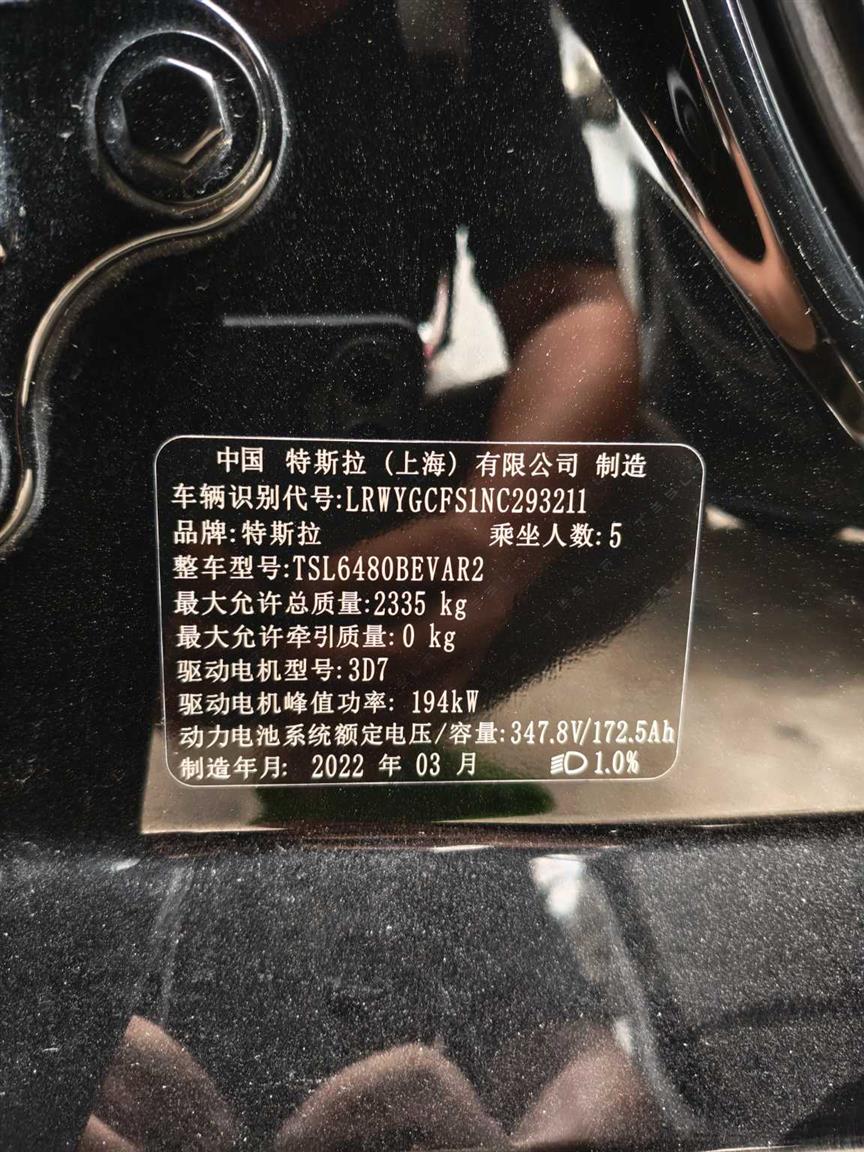 中国 特斯拉 (上海) 有限公司 制造
车辆识别代号:LRWYGCFS1NC293211
品牌:特斯拉 乘坐人数:5
整车型号:TSL6480BEVAR2
最大允许总质量:2335 kg
最大允许牵引质量:0 kg
驱动电机型号:3D7
驱动电机峰值功率: 194kW
动力电池系统额定电压/容量:347.8V/172.5Ah
制造年月: 2022 年 03 月 1.0%